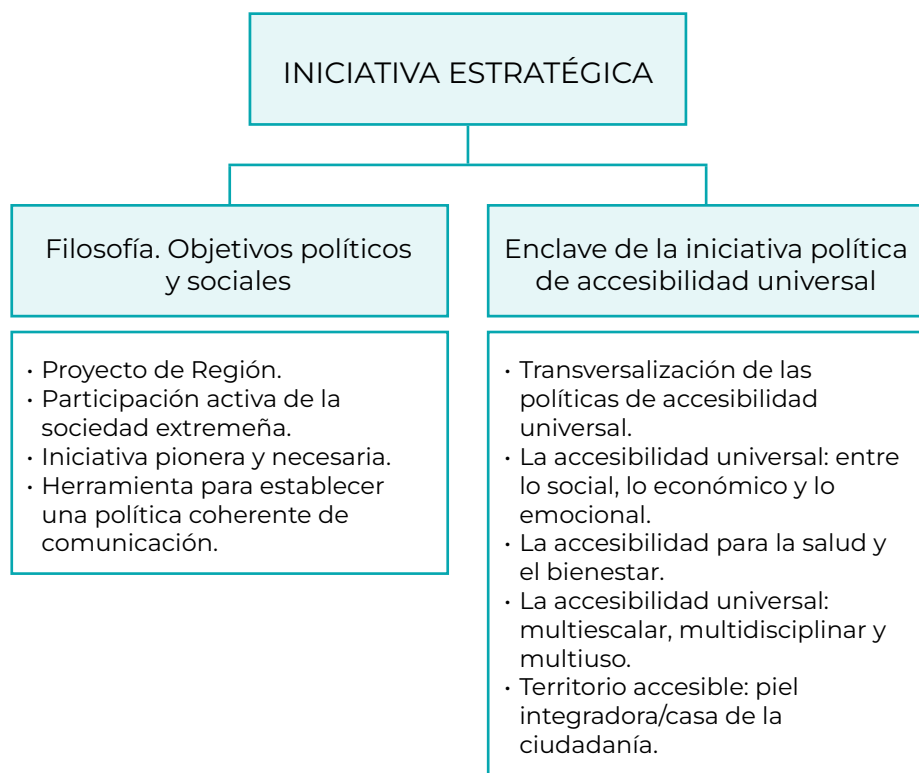 INICIATIVA ESTRATÉGICA
Filosofía. Objetivos políticos
y sociales
· Proyecto de Región.
· Participación activa de la
sociedad extremeña.
· Iniciativa pionera y necesaria.
· Herramienta para establecer
una política coherente de
comunicación.
Enclave de la iniciativa política
de accesibilidad universal
· Transversalización de las
políticas de accesibilidad
universal.
· La accesibilidad universal: entre
lo social, lo económico y lo
emocional.
· La accesibilidad para la salud y
el bienestar.
· La accesibilidad universal:
multiescalar, multidisciplinar y
multiuso.
· Territorio accesible: piel
integradora/casa de la
ciudadanía.